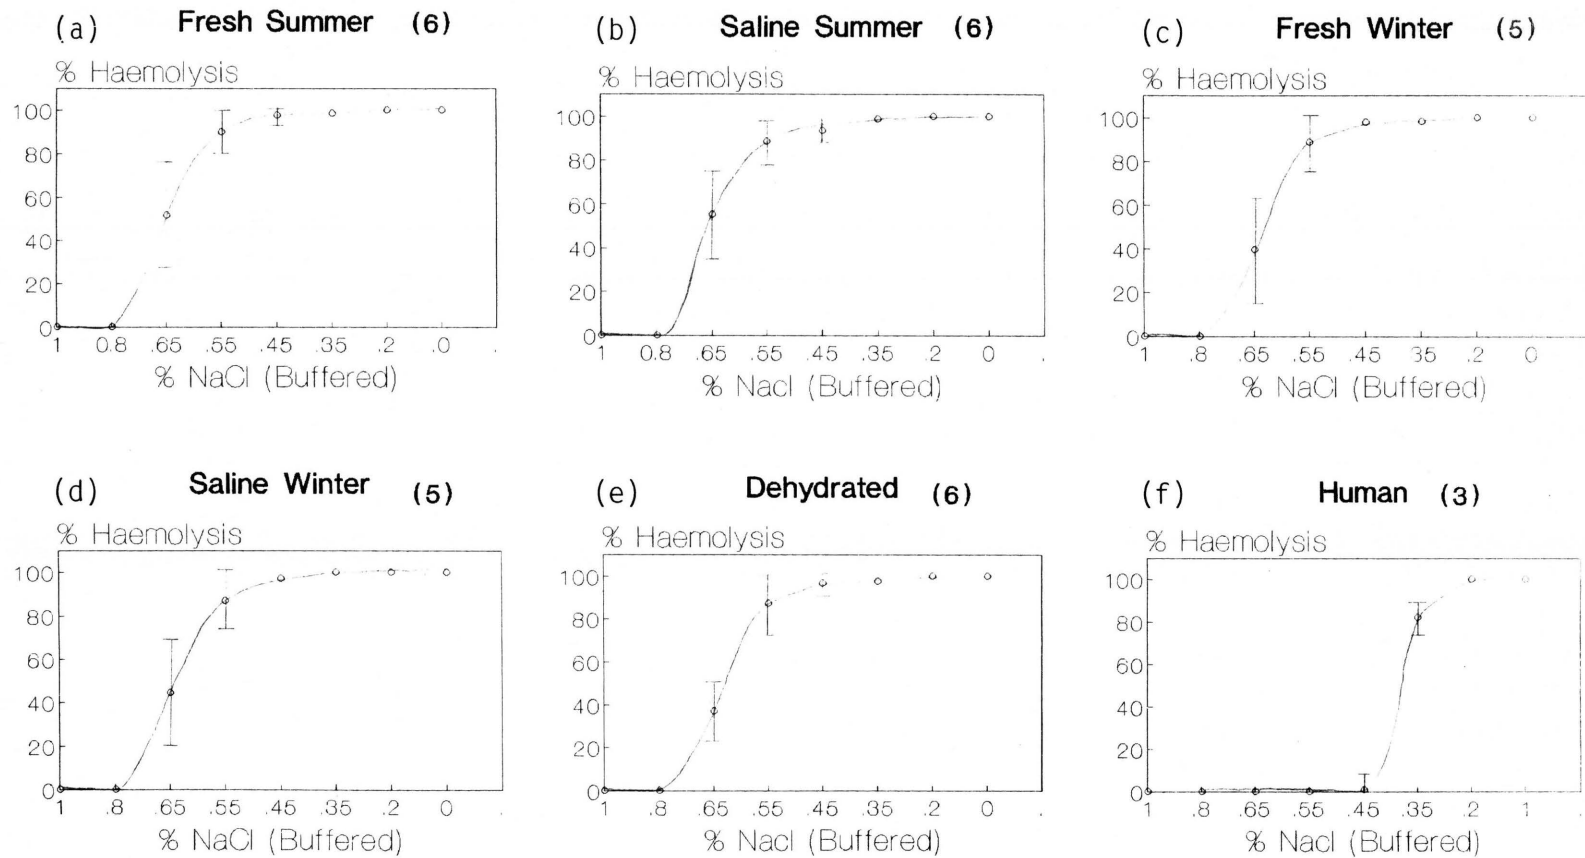 (a) Fresh Summer (6)
% Haemolysis
100
80
60
40
20
0
1 0.8 .65 .55 .45 .35 .2 .0 .
% NaCl (Buffered)
(b) Saline Summer (6)
% Haemolysis
100
80
60
40
20
0
1 0.8 .65 .55 .45 .35 .2 0 .
% Nacl (Buffered)
(c) Fresh Winter (5)
% Haemolysis
100
80
60
40
20
0
1 .8 .65 .55 .45 .35 .2 0
% NaCl (Buffered)
(d) Saline Winter (5)
% Haemolysis
100
80
60
40
20
0
1 .8 .65 .55 .45 .35 .2 0
% NaCl (Buffered)
(e) Dehydrated (6)
% Haemolysis
100
80
60
40
20
0
1 .8 .65 .55 .45 .35 .2 0 .
% Nacl (Buffered)
(f) Human (3)
% Haemolysis
100
80
60
40
20
0
1 .8 .65 .55 .45 .35 .2 1 .
% Nacl (Buffered)